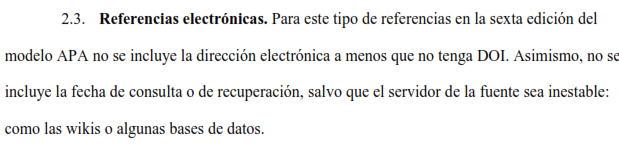 2.3. Referencias electrónicas. Para este tipo de referencias en la sexta edición del
modelo APA no se incluye la dirección electrónica a menos que no tenga DOI. Asimismo, no se
incluye la fecha de consulta o de recuperación, salvo que el servidor de la fuente sea inestable:
como las wikis o algunas bases de datos.